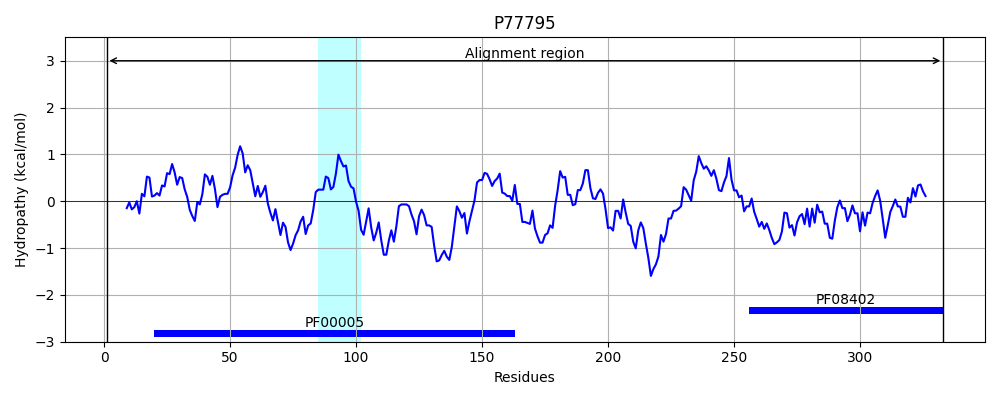 P77795
Alignment region
Hydropathy (kcal/mol)
3
2
1
0
−1
−2
−3
PF08402
PF00005
0 50 100 150 200 250 300
Residues